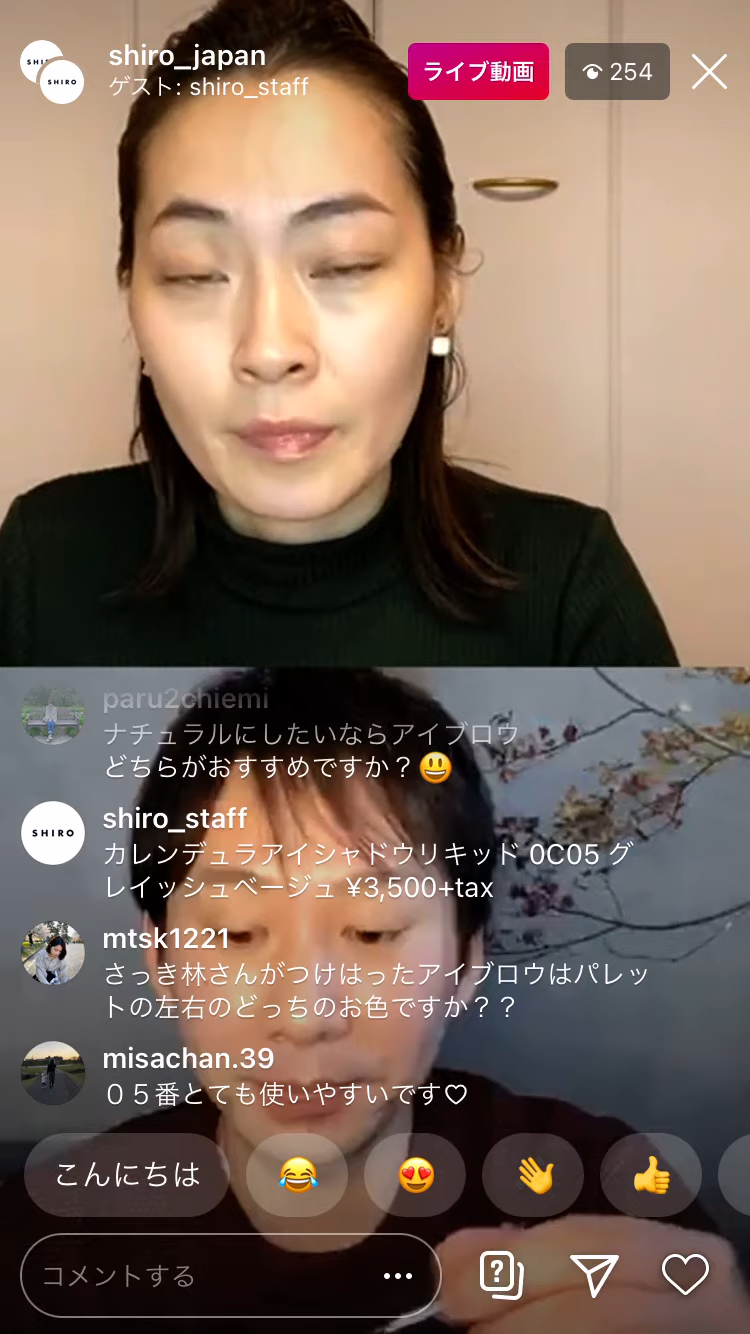 SHIRO
shiro_japan
ゲスト: shiro_staff
ライブ動画
254
paru2chiemi
ナチュラルにしたいならアイブロウ
どちらがおすすめですか？😃
SHIRO
shiro_staff
カレンデュラアイシャドウリキッド 0C05 グ
レイッシュベージュ ¥3,500+tax
mtsk1221
さっき林さんがつけはったアイブロウはパレッ
トの左右のどっちのお色ですか？？
misachan.39
０５番とても使いやすいです♡
こんにちは
😂 😍 👋 👍
コメントする